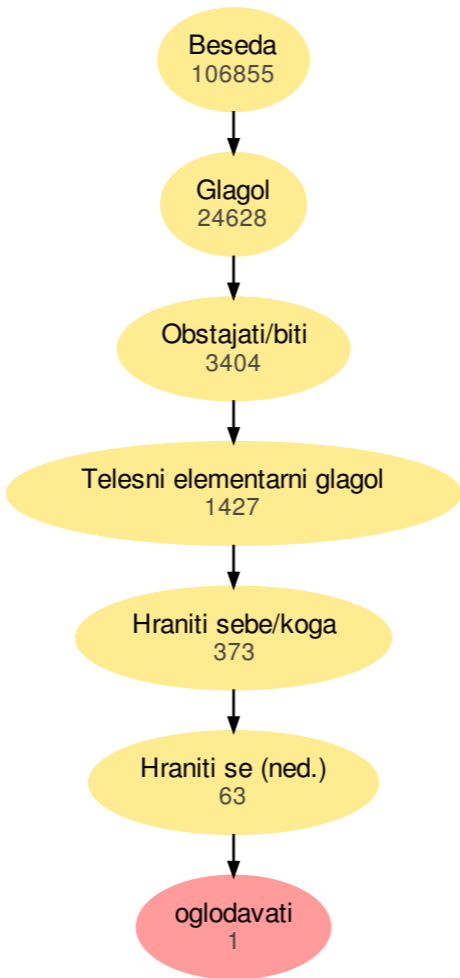 Beseda
106855
Glagol
24628
Obstajati/biti
3404
Telesni elementarni glagol
1427
Hraniti sebe/koga
373
Hraniti se (ned.)
63
oglodavati
1